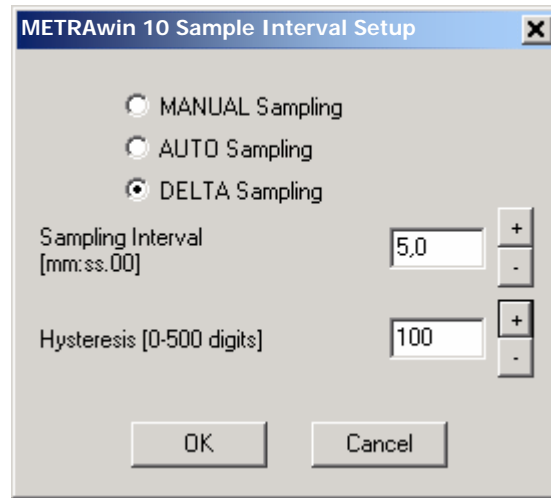 METRAwin 10 Sample Interval Setup
MANUAL Sampling
AUTO Sampling
DELTA Sampling
Sampling Interval
[mm:ss.00]
5,0
+
-
Hysteresis [0-500 digits]
100
+
-
OK
Cancel